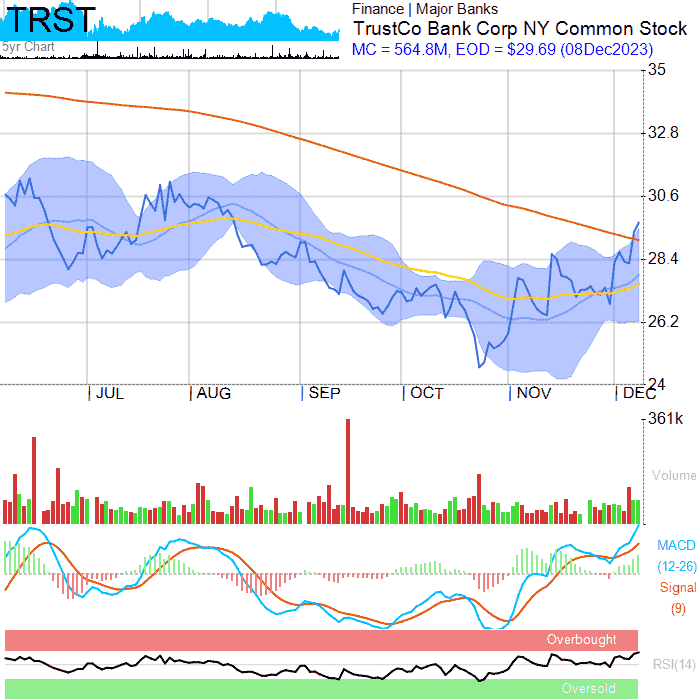 TRST
5yr Chart
Finance | Major Banks
TrustCo Bank Corp NY Common Stock
MC = 564.8M, EOD = $29.69 (08Dec2023)
35
32.8
30.6
28.4
26.2
24
JUL AUG SEP OCT NOV DEC
361k
Volume
MACD
(12-26)
Signal
(9)
Overbought
RSI(14)
Oversold